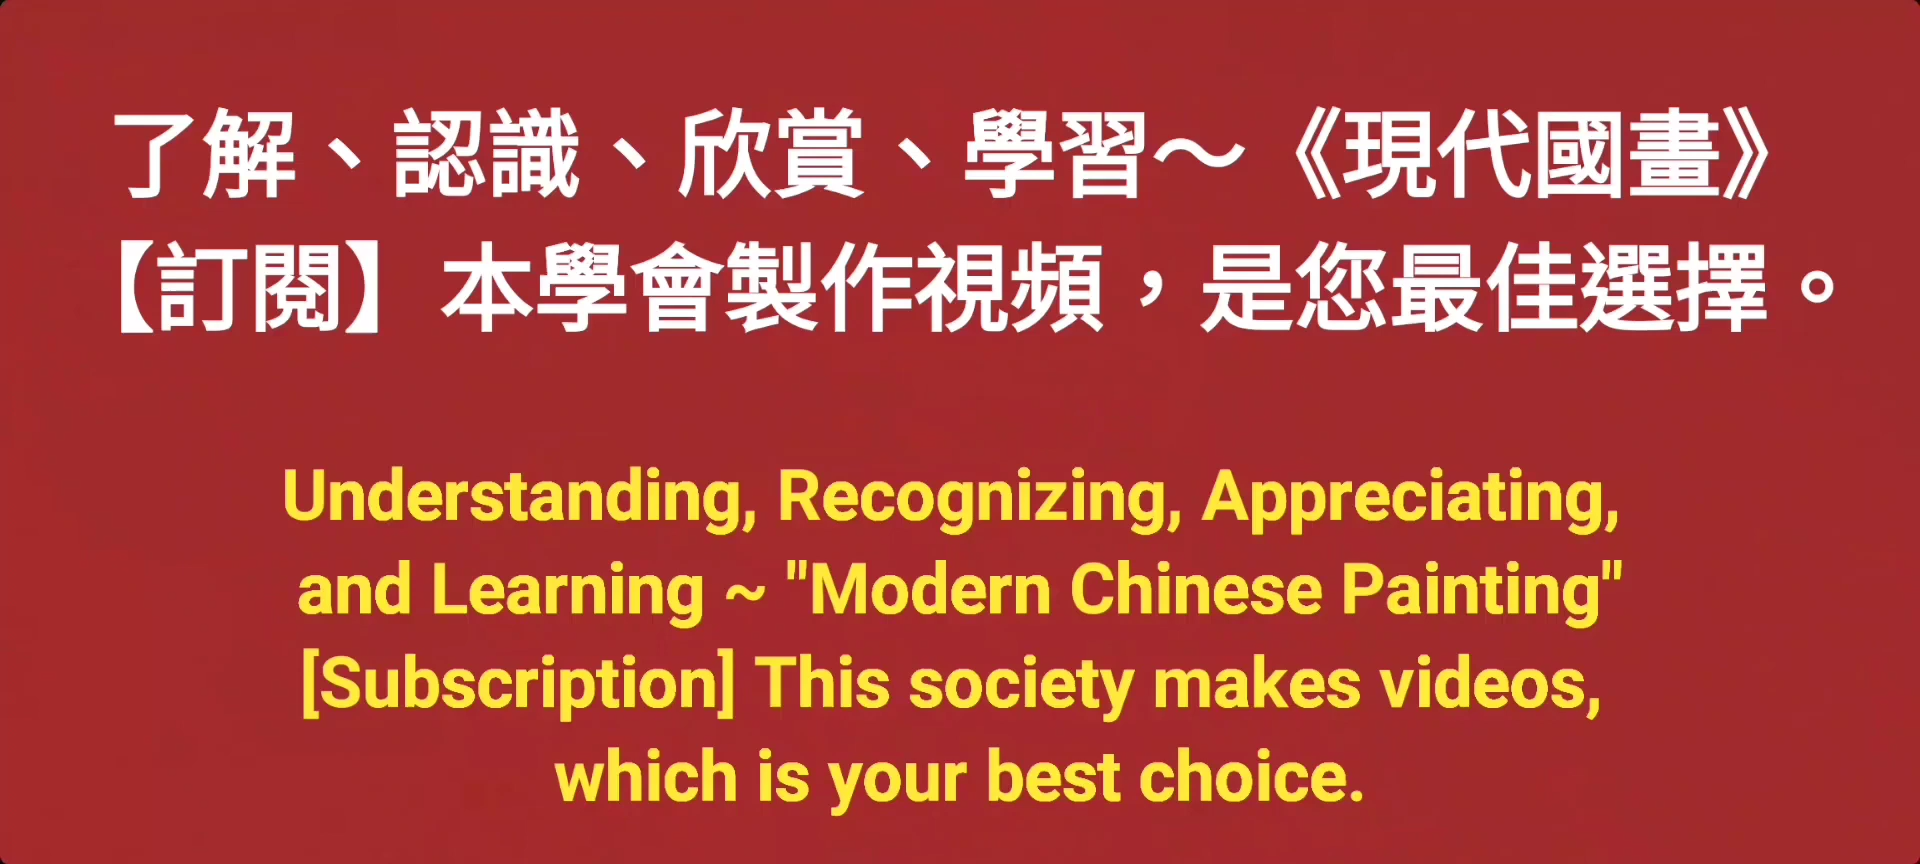 了解、認識、欣賞、學習～《現代國畫》
【訂閱】本學會製作視頻，是您最佳選擇。
Understanding, Recognizing, Appreciating,
and Learning ~ "Modern Chinese Painting"
[Subscription] This society makes videos,
which is your best choice.